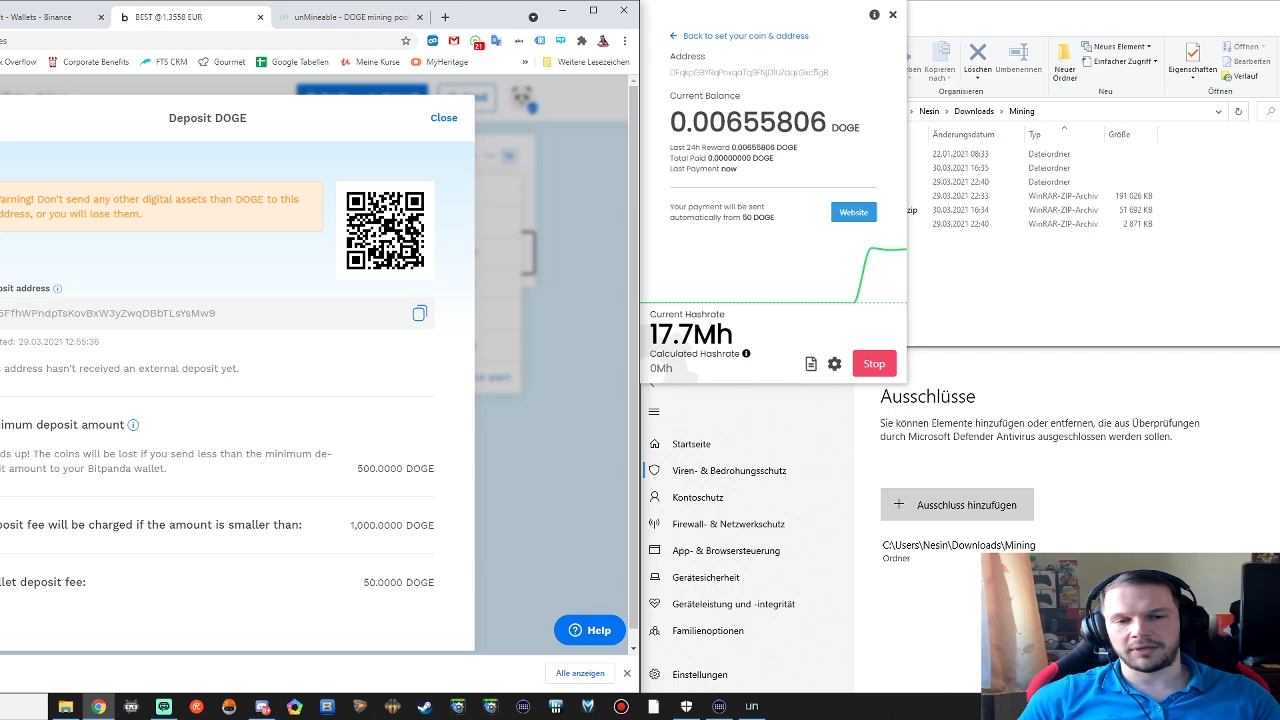 t - Wallets - Binance
BEST @1,3558 EUR
unMineable - DOGE mining pool
es
21
k Overflow
Corporate Benefits
FTS CRM
Gourmet
Google Tabellen
Meine Kurse
MyHeritage
»
Weitere Lesezeichen
Deposit DOGE
Close
arning! Don't send any other digital assets than DOGE to this
ddress, or you will lose them.
osit address
5FfhWPndpTsKovBxW3yZwqDBbTLsYsMw9
ted: 29.03.2021 12:55:36
s address hasn't received an external deposit yet.
nimum deposit amount
ds up! The coins will be lost if you send less than the minimum de-
it amount to your Bitpanda wallet.
500.0000 DOGE
posit fee will be charged if the amount is smaller than:
1,000.0000 DOGE
llet deposit fee:
50.0000 DOGE
Help
Alle anzeigen
Back to set your coin & address
Address
Current Balance
0.00655806 DOGE
Last 24h Reward 0.00655806 DOGE
Total Paid 0.00000000 DOGE
Last Payment now
Your payment will be sent
automatically from 50 DOGE
Website
Current Hashrate
17.7Mh
Calculated Hashrate
0Mh
Stop
Kopieren
nach
Löschen
Umbenennen
Organisieren
Neuer
Ordner
Neues Element
Einfacher Zugriff
Neu
Eigenschaften
Öffnen
Bearbeiten
Verlauf
Öffnen
Nesin
Downloads
Mining
Änderungsdatum
Typ
Größe
22.01.2021 08:33
Dateiordner
30.03.2021 16:35
Dateiordner
29.03.2021 22:40
Dateiordner
29.03.2021 22:33
WinRAR-ZIP-Archiv
191 026 KB
zip
30.03.2021 16:34
WinRAR-ZIP-Archiv
51 692 KB
29.03.2021 22:40
WinRAR-ZIP-Archiv
2 871 KB
Startseite
Viren- & Bedrohungsschutz
Kontoschutz
Firewall- & Netzwerkschutz
App- & Browsersteuerung
Gerätesicherheit
Geräteleistung und -integrität
Familienoptionen
Einstellungen
Ausschlüsse
Sie können Elemente hinzufügen oder entfernen, die aus Überprüfungen
durch Microsoft Defender Antivirus ausgeschlossen werden sollen.
Ausschluss hinzufügen
C:\Users\Nesin\Downloads\Mining
Ordner
un